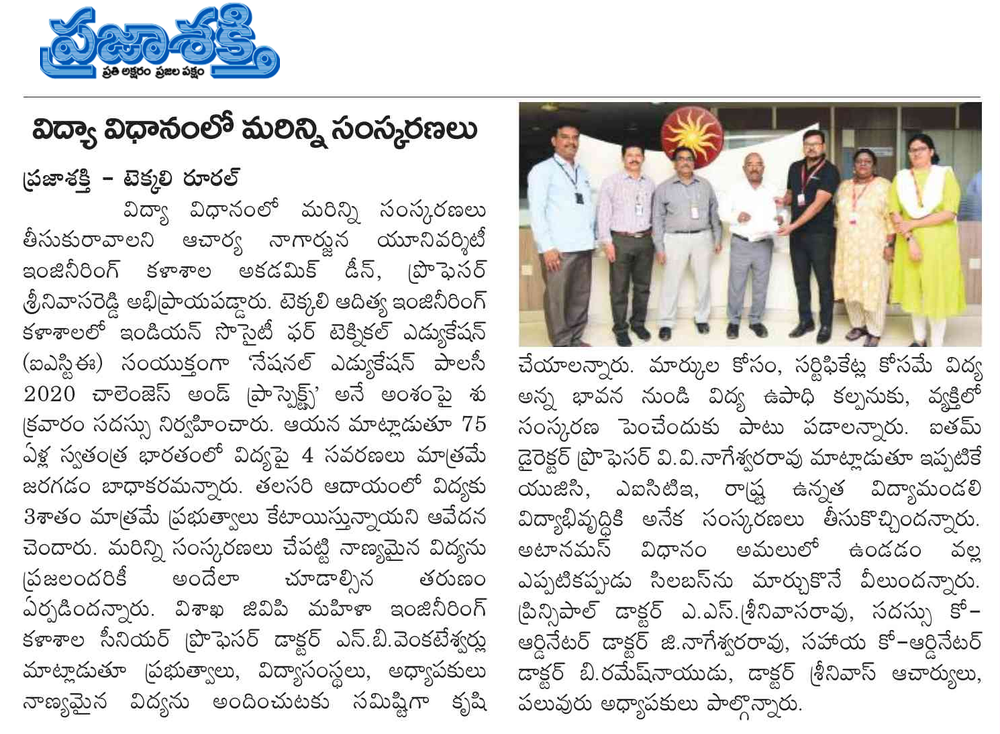 ప్రజాశక్తి
ప్రతి అక్షరం ప్రజల పక్షం
విద్యా విధానంలో మరిన్ని సంస్కరణలు
ప్రజాశక్తి - టెక్కలి రూరల్
విద్యా విధానంలో మరిన్ని సంస్కరణలు
తీసుకురావాలని ఆచార్య నాగార్జున యూనివర్శిటీ
ఇంజినీరింగ్ కళాశాల అకడమిక్ డీన్, ప్రొఫెసర్
శ్రీనివాసరెడ్డి అభిప్రాయపడ్డారు. టెక్కలి ఆదిత్య ఇంజినీరింగ్
కళాశాలలో ఇండియన్ సొసైటీ ఫర్ టెక్నికల్ ఎడ్యుకేషన్
(ఐఎస్టిఈ) సంయుక్తంగా 'నేషనల్ ఎడ్యుకేషన్ పాలసీ
2020 చాలెంజెస్ అండ్ ప్రాస్పెక్ట్స్' అనే అంశంపై శు
క్రవారం సదస్సు నిర్వహించారు. ఆయన మాట్లాడుతూ 75
ఏళ్ల స్వతంత్ర భారతంలో విద్యపై 4 సవరణలు మాత్రమే
జరగడం బాధాకరమన్నారు. తలసరి ఆదాయంలో విద్యకు
3శాతం మాత్రమే ప్రభుత్వాలు కేటాయిస్తున్నాయని ఆవేదన
చెందారు. మరిన్ని సంస్కరణలు చేపట్టి నాణ్యమైన విద్యను
ప్రజలందరికీ అందేలా చూడాల్సిన తరుణం
ఏర్పడిందన్నారు. విశాఖ జివిపి మహిళా ఇంజినీరింగ్
కళాశాల సీనియర్ ప్రొఫెసర్ డాక్టర్ ఎన్.బి.వెంకటేశ్వర్లు
మాట్లాడుతూ ప్రభుత్వాలు, విద్యాసంస్థలు, అధ్యాపకులు
నాణ్యమైన విద్యను అందించుటకు సమిష్టిగా కృషి
చేయాలన్నారు. మార్కుల కోసం, సర్టిఫికేట్ల కోసమే విద్య
అన్న భావన నుండి విద్య ఉపాధి కల్పనుకు, వ్యక్తిలో
సంస్కరణ పెంచేందుకు పాటు పడాలన్నారు. ఐతమ్
డైరెక్టర్ ప్రొఫెసర్ వి.వి.నాగేశ్వరరావు మాట్లాడుతూ ఇప్పటికే
యుజిసి, ఎఐసిటిఇ, రాష్ట్ర ఉన్నత విద్యామండలి
విద్యాభివృద్ధికి అనేక సంస్కరణలు తీసుకొచ్చిందన్నారు.
అటానమస్ విధానం అమలులో ఉండడం వల్ల
ఎప్పటికప్పుడు సిలబస్‌ను మార్చుకొనే వీలుందన్నారు.
ప్రిన్సిపాల్ డాక్టర్ ఎ.ఎస్.శ్రీనివాసరావు, సదస్సు కో-
ఆర్డినేటర్ డాక్టర్ జి.నాగేశ్వరరావు, సహాయ కో-ఆర్డినేటర్
డాక్టర్ బి.రమేష్‌నాయుడు, డాక్టర్ శ్రీనివాస్ ఆచార్యులు,
పలువురు అధ్యాపకులు పాల్గొన్నారు.